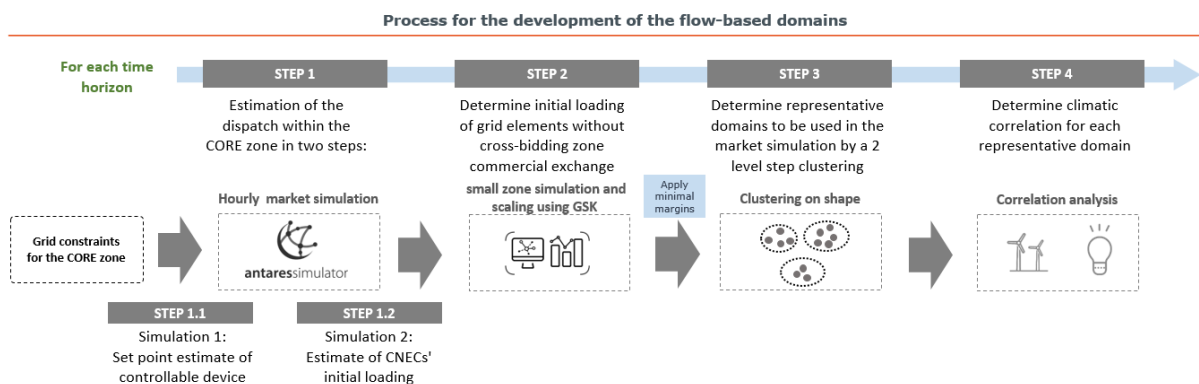 Process for the development of the flow-based domains
For each time
horizon
STEP 1
STEP 2
STEP 3
STEP 4
Estimation of the
dispatch within the
CORE zone in two steps:
Determine initial loading
of grid elements without
cross-bidding zone
commercial exchange
Determine representative
domains to be used in the
market simulation by a 2
level step clustering
Determine climatic
correlation for each
representative domain
Grid constraints
for the CORE zone
Hourly market simulation
antaressimulator
small zone simulation and
scaling using GSK
Apply
minimal
margins
Clustering on shape
Correlation analysis
STEP 1.1
Simulation 1:
Set point estimate of
controllable device
STEP 1.2
Simulation 2:
Estimate of CNECs'
initial loading